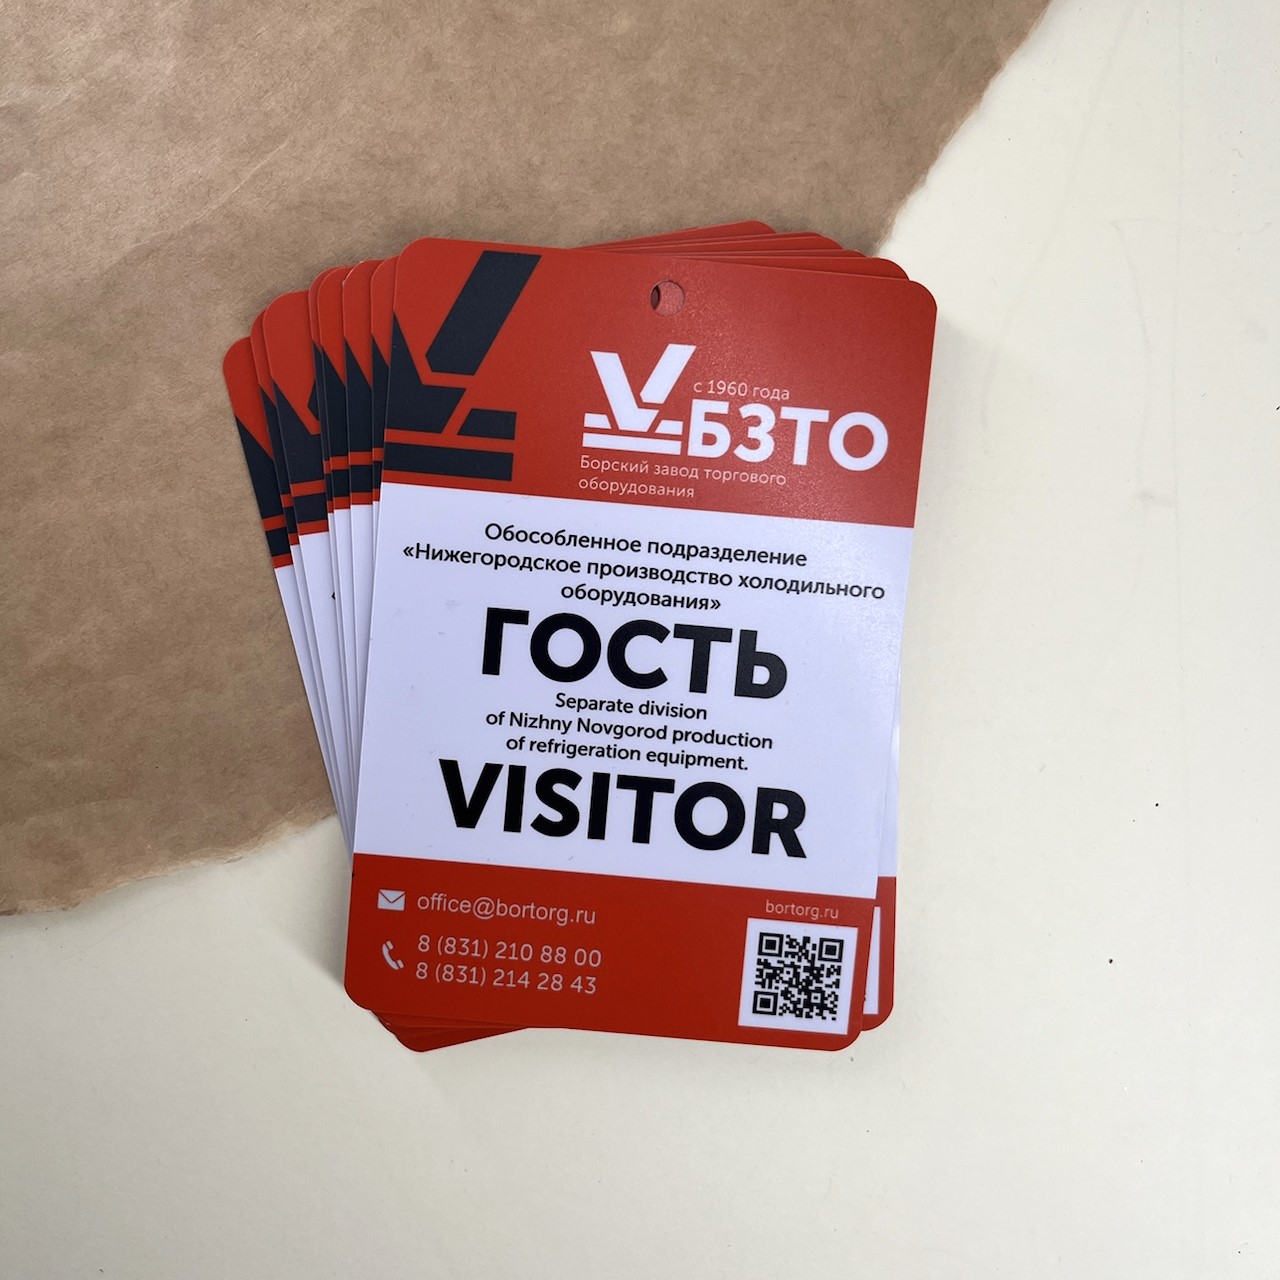 с 1960 года
БЗТО
Борский завод торгового
оборудования
Обособленное подразделение
«Нижегородское производство холодильного
оборудования»
ГОСТЬ
Separate division
of Nizhny Novgorod production
of refrigeration equipment.
VISITOR
office@bortorg.ru
8 (831) 210 88 00
8 (831) 214 28 43
bortorg.ru